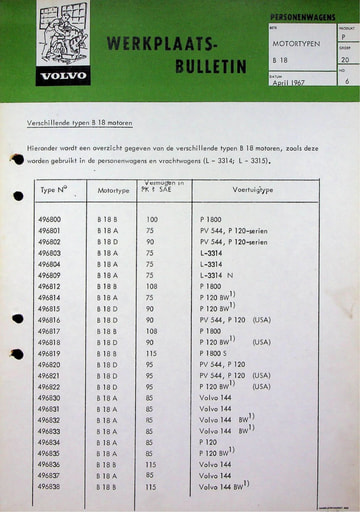 PERSONENWAGENS
WERKPLAATS-
BULLETIN
VOLVO
BETR
MOTORTYPEN
B 18
PRODUKT
P
GROEP
20
DATUM
April 1967
NO
6
Verschillende typen B 18 motoren
Hieronder wordt een overzicht gegeven van de verschillende typen B 18 motoren, zoals deze
worden gebruikt in de personenwagens en vrachtwagens (L - 3314; L - 3315).
Type Nº Motortype Vermogen in PK † SAE Voertuigtype
496800 B 18 B 100 P 1800
496801 B 18 A 75 PV 544, P 120-serien
496802 B 18 D 90 PV 544, P 120-serien
496803 B 18 A 75 L-3314
496804 B 18 A 75 L-3314
496809 B 18 A 75 L-3314 N
496812 B 18 B 108 P 1800
496814 B 18 A 75 P 120 BW1)
496815 B 18 D 90 P 120 BW1)
496816 B 18 D 90 PV 544, P 120 (USA)
496817 B 18 B 108 P 1800
496818 B 18 D 90 P 120 BW1) (USA)
496819 B 18 B 115 P 1800 S
496820 B 18 D 95 PV 544, P 120
496821 B 18 D 95 PV 544, P 120 (USA)
496822 B 18 D 95 P 120 BW1) (USA)
496830 B 18 A 85 Volvo 144
496831 B 18 A 85 Volvo 144
496832 B 18 A 85 Volvo 144 BW1)
496833 B 18 A 85 Volvo 144 BW1)
496834 B 18 A 85 P 120
496835 B 18 A 85 P 120 BW1)
496836 B 18 B 115 Volvo 144
496837 B 18 A 85 Volvo 144
496838 B 18 B 115 Volvo 144 BW1)